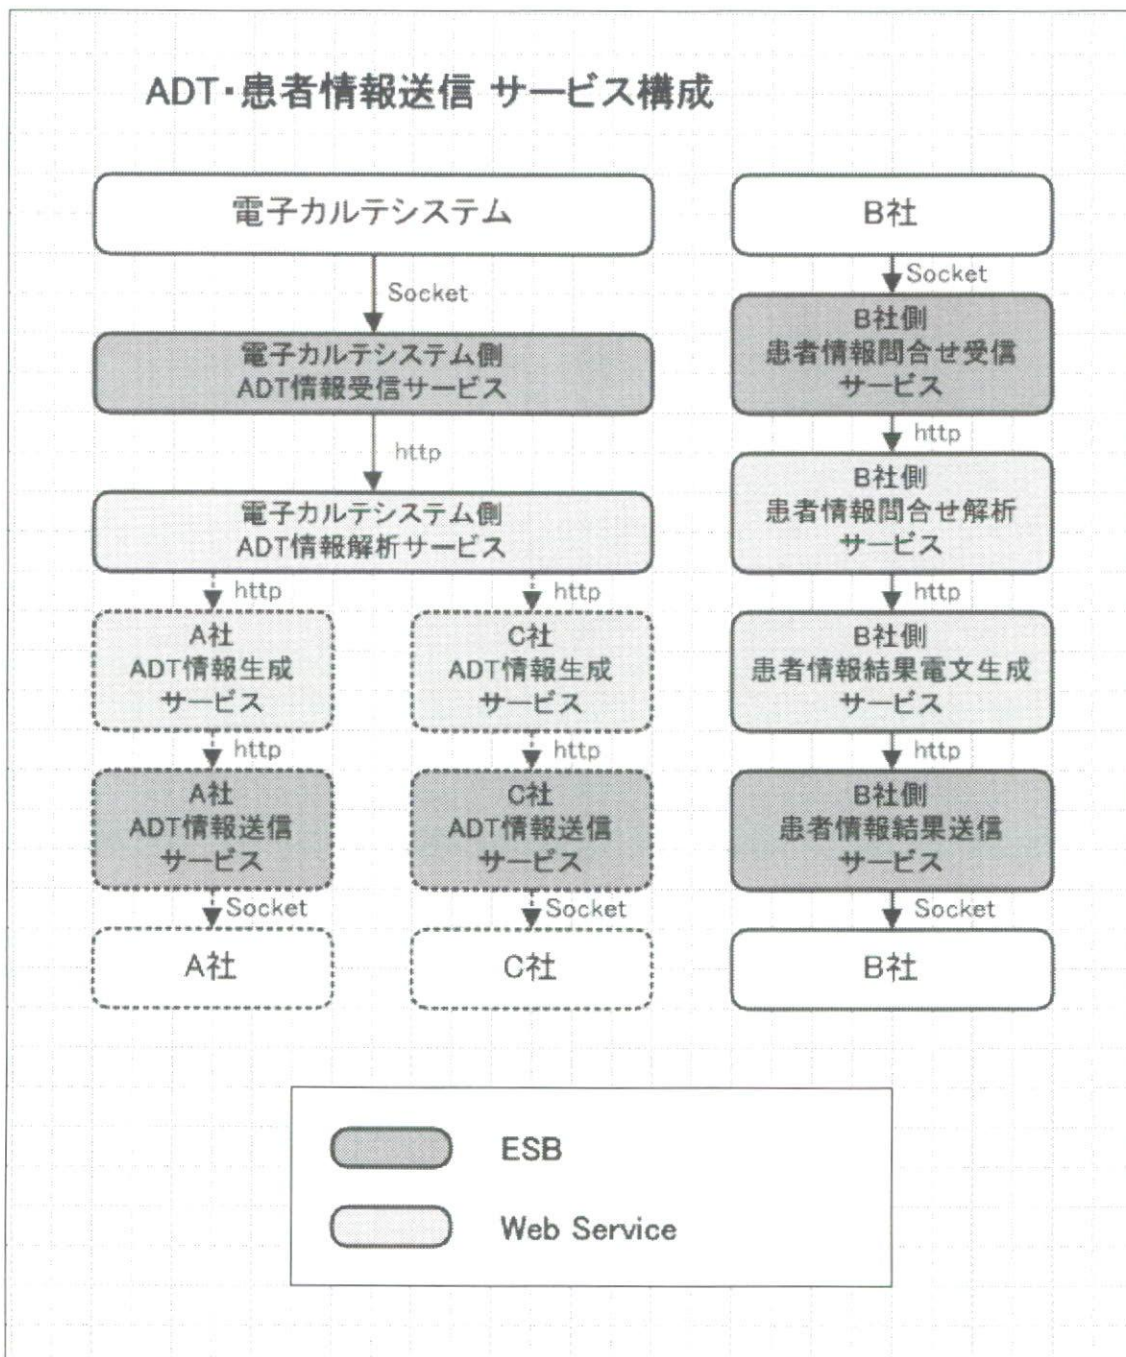 ADT・患者情報送信 サービス構成
電子カルテシステム
Socket
電子カルテシステム側
ADT情報受信サービス
http
電子カルテシステム側
ADT情報解析サービス
http
http
A社
ADT情報生成
サービス
C社
ADT情報生成
サービス
http
http
A社
ADT情報送信
サービス
C社
ADT情報送信
サービス
Socket
Socket
A社
C社
B社
Socket
B社側
患者情報問合せ受信
サービス
http
B社側
患者情報問合せ解析
サービス
http
B社側
患者情報結果電文生成
サービス
http
B社側
患者情報結果送信
サービス
Socket
B社
ESB
Web Service